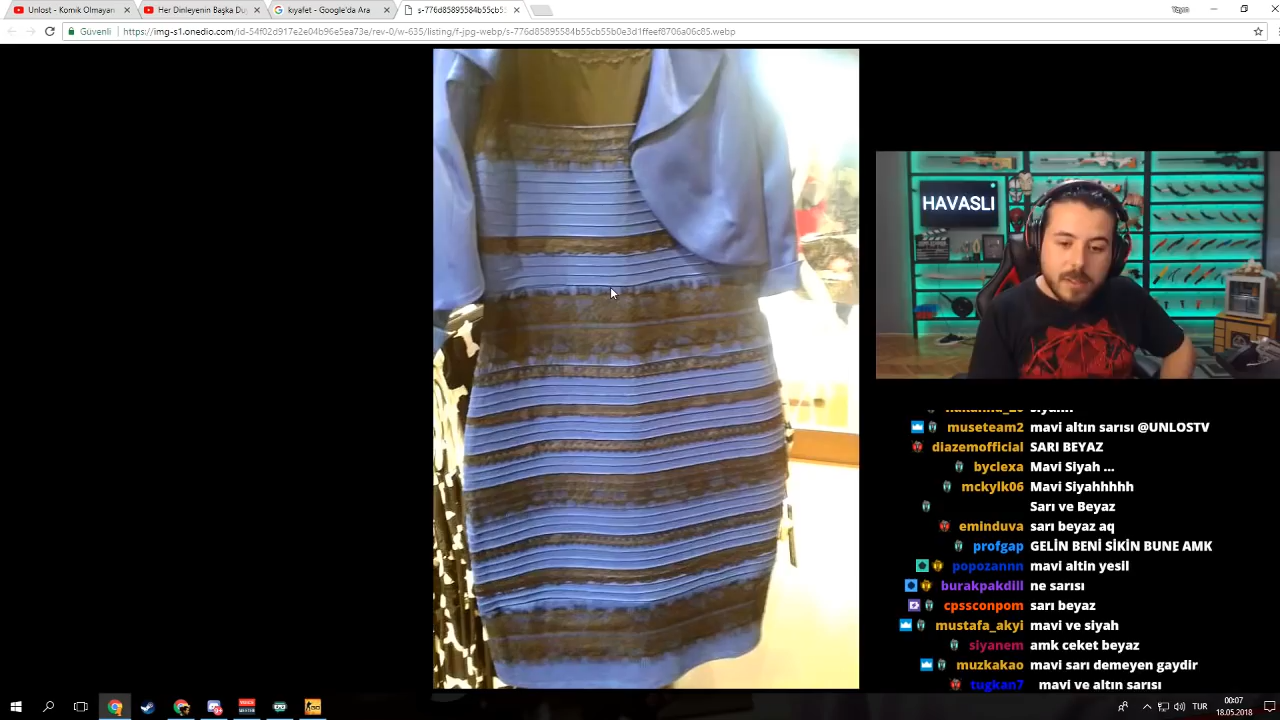 Unlost - Komik Olmayan
Her Dinleyenin Başka Du
kıyafet - Google'da Ara
s-776d85895584b55cb5
Yaşın
Güvenli
https://img-s1.onedio.com/id-54f02d917e2e04b96e5ea73e/rev-0/w-635/listing/f-jpg-webp/s-776d85895584b55cb55b0e3d1ffeef8706a06c85.webp
HAVASLI
museteam2 mavi altın sarısı @UNLOSTV
diazemofficial SARI BEYAZ
byclexa Mavi Siyah ...
mckylk06 Mavi Siyahhhhh
Sarı ve Beyaz
eminduva sarı beyaz aq
profgap GELİN BENİ SİKİN BUNE AMK
popozannn mavi altin yesil
burakpakdill ne sarısı
cpssconpom sarı beyaz
mustafa_akyi mavi ve siyah
siyanem amk ceket beyaz
muzkakao mavi sarı demeyen gaydir
tugkan7 mavi ve altın sarısı
TUR
00:07
18.05.2018